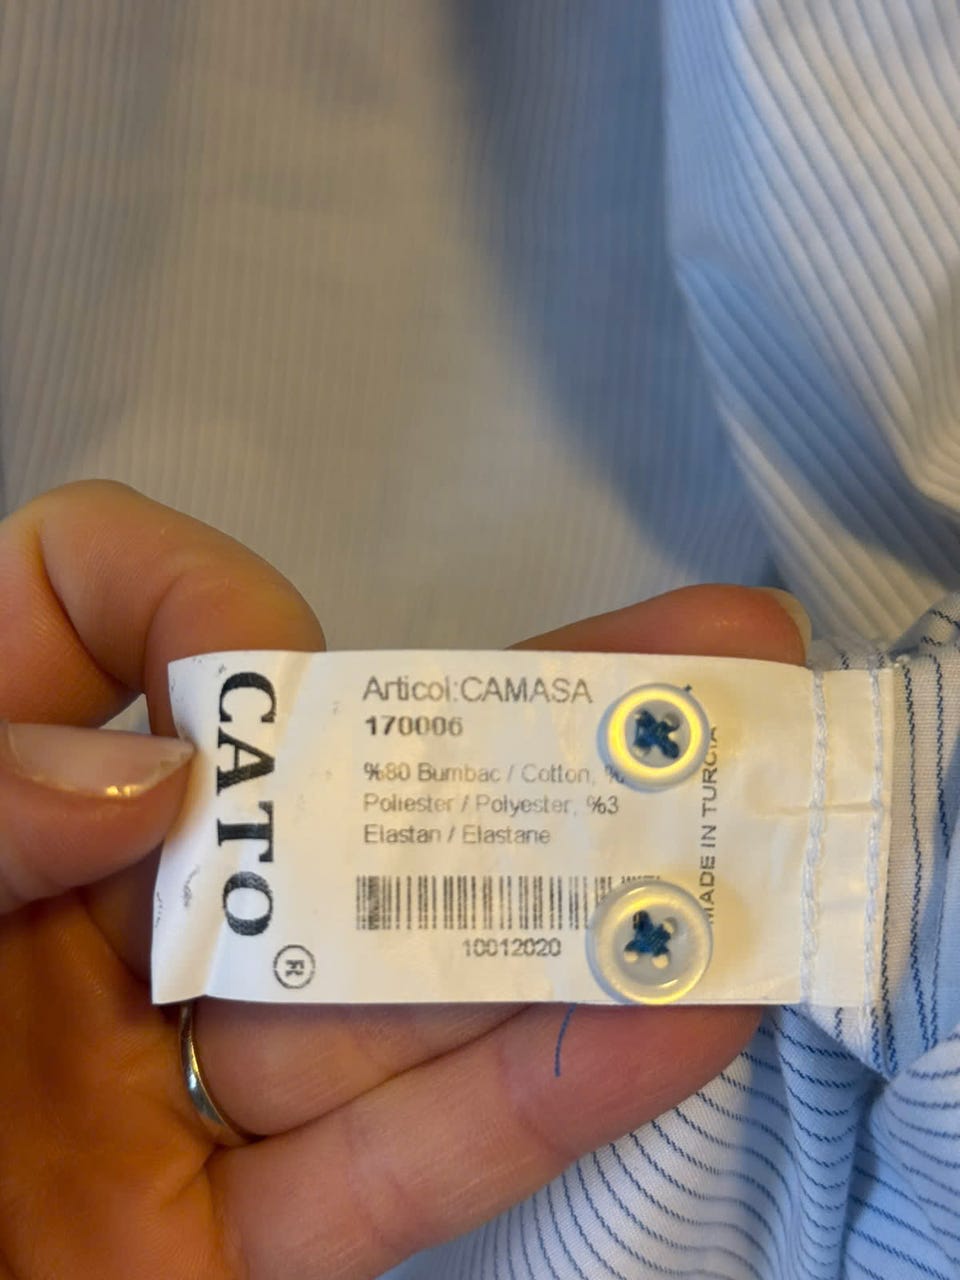 CATO
®
Articol:CAMASA
170006
%80 Bumbac / Cotton,
Poliester / Polyester, %3
Elastan / Elastane
10012020
MADE IN TURCIA